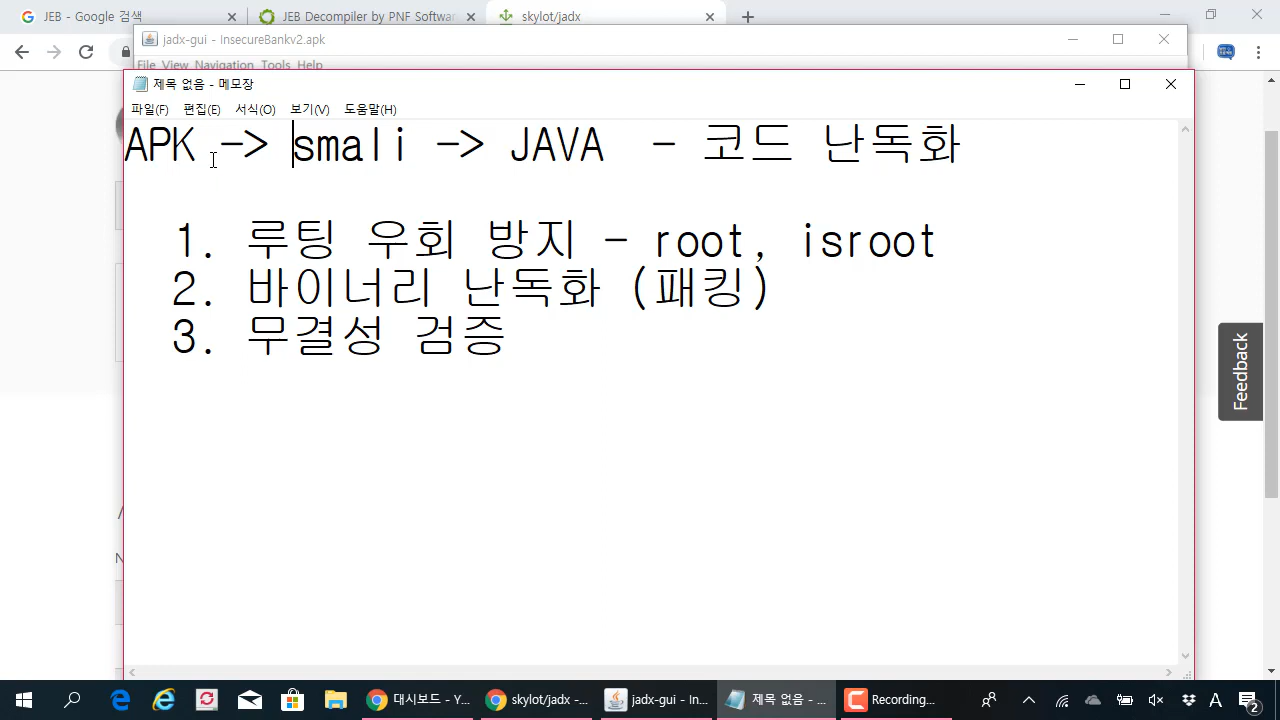 JEB - Google 검색
JEB Decompiler by PNF Softwar
skylot/jadx
jadx-gui - InsecureBankv2.apk
File View Navigation Tools Help
제목 없음 - 메모장
파일(F) 편집(E) 서식(O) 보기(V) 도움말(H)
APK -> smali -> JAVA - 코드 난독화
1. 루팅 우회 방지 - root, isroot
2. 바이너리 난독화 (패킹)
3. 무결성 검증
Feedback
대시보드 - Y...
skylot/jadx -...
jadx-gui - In...
제목 없음 - ...
Recording...
A
2